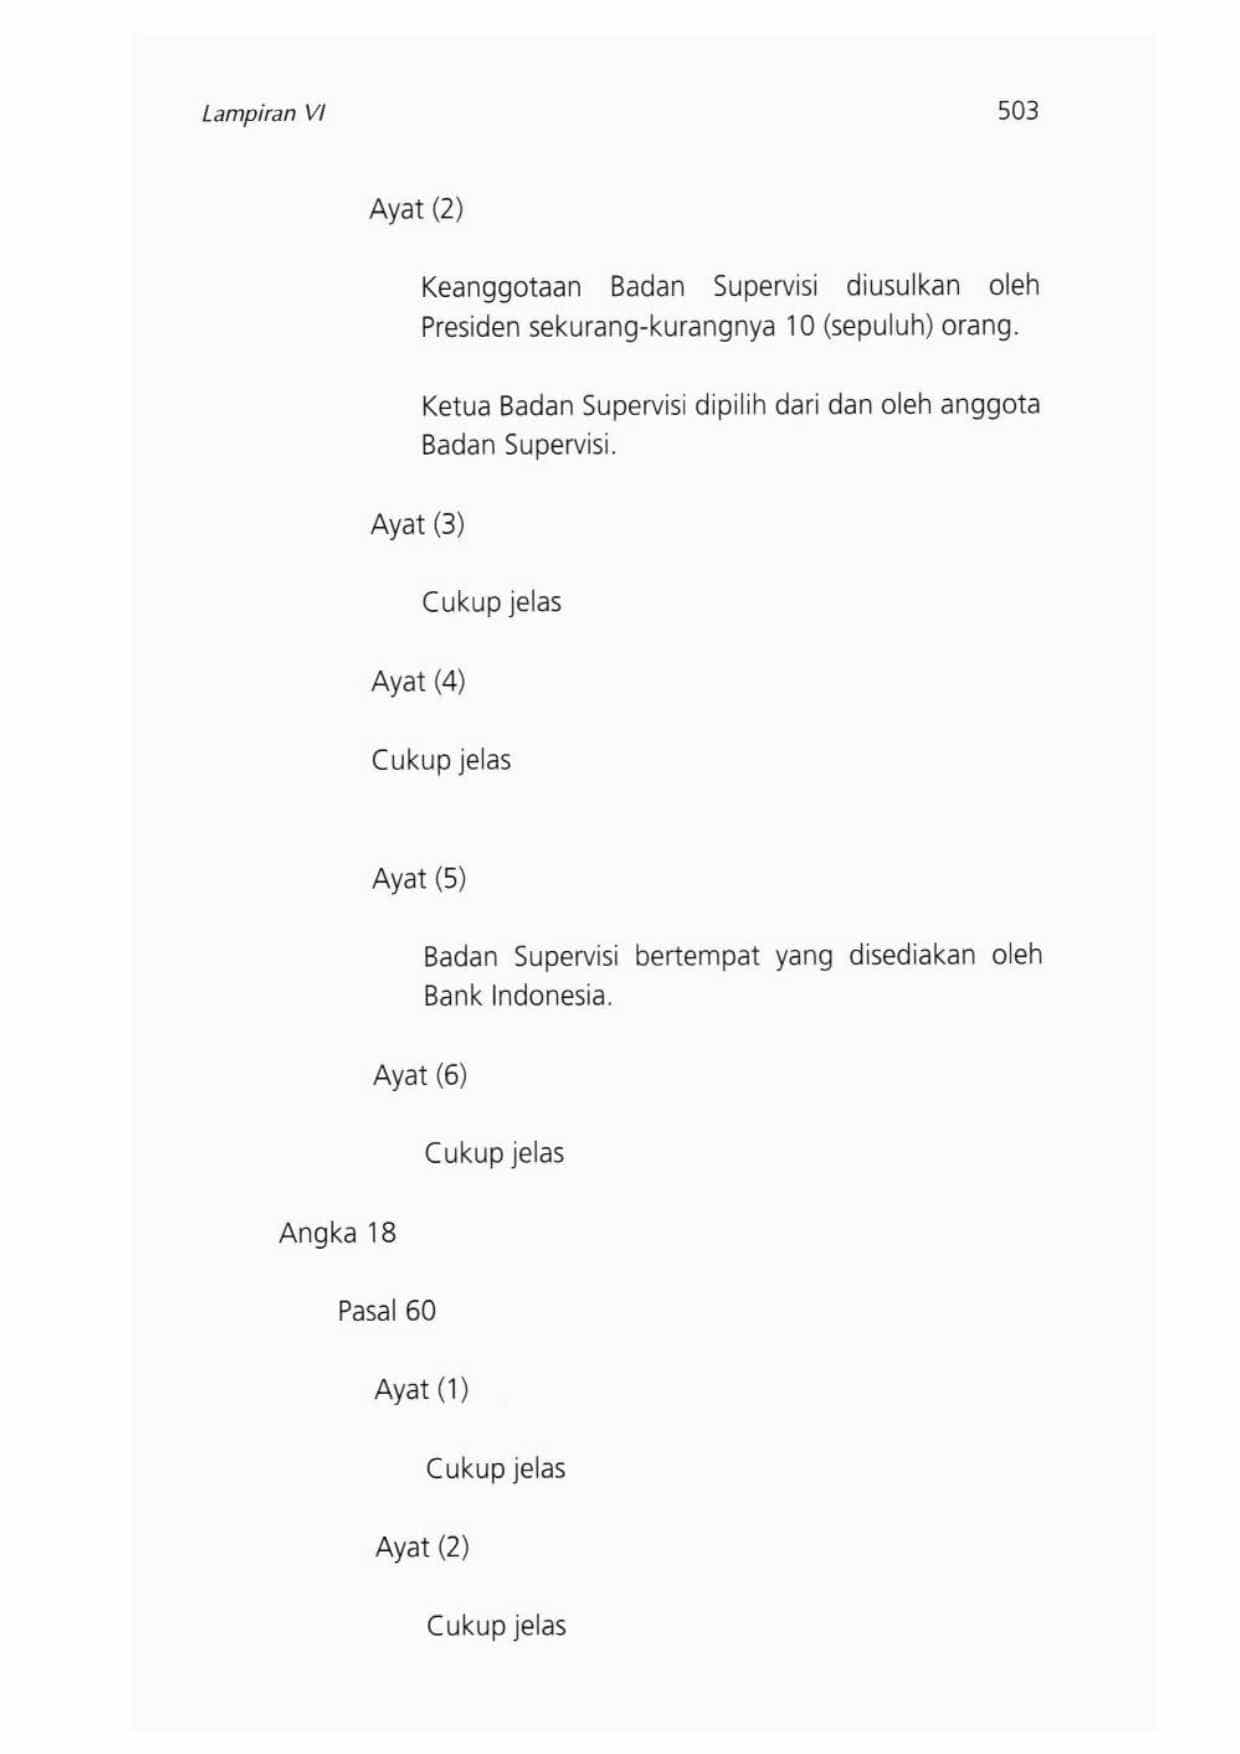 Lampiran VI 503
Ayat (2)
Keanggotaan Badan Supervisi diusulkan oleh
Presiden sekurang-kurangnya 10 (sepuluh) orang.
Ketua Badan Supervisi dipilih dari dan oleh anggota
Badan Supervisi.
Ayat (3)
Cukup jelas
Ayat (4)
Cukup jelas
Ayat (5)
Badan Supervisi bertempat yang disediakan oleh
Bank Indonesia.
Ayat (6)
Cukup jelas
Angka 18
Pasal 60
Ayat (1)
Cukup jelas
Ayat (2)
Cukup jelas